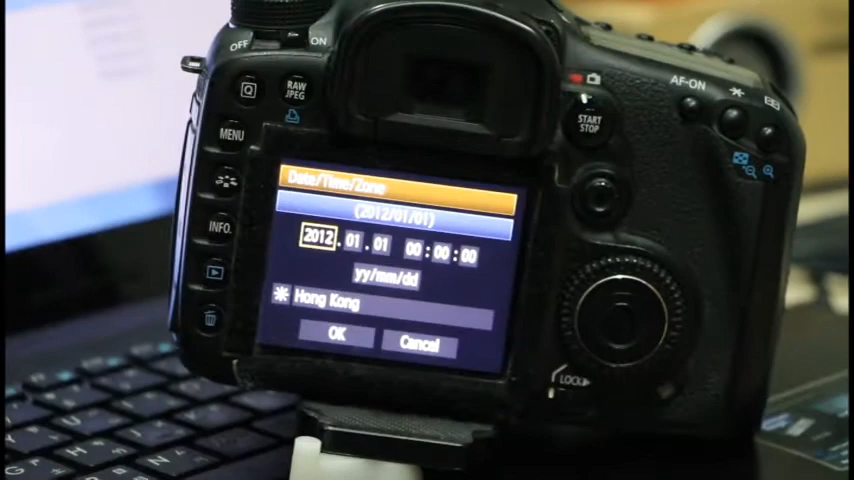 OFF ON
Q
RAW
JPEG
MENU
INFO.
START
STOP
AF-ON
Date/Time/Zone
(2012/01/01)
2012.01.01 00:00:00
yy/mm/dd
Hong Kong
OK Cancel
LOCK